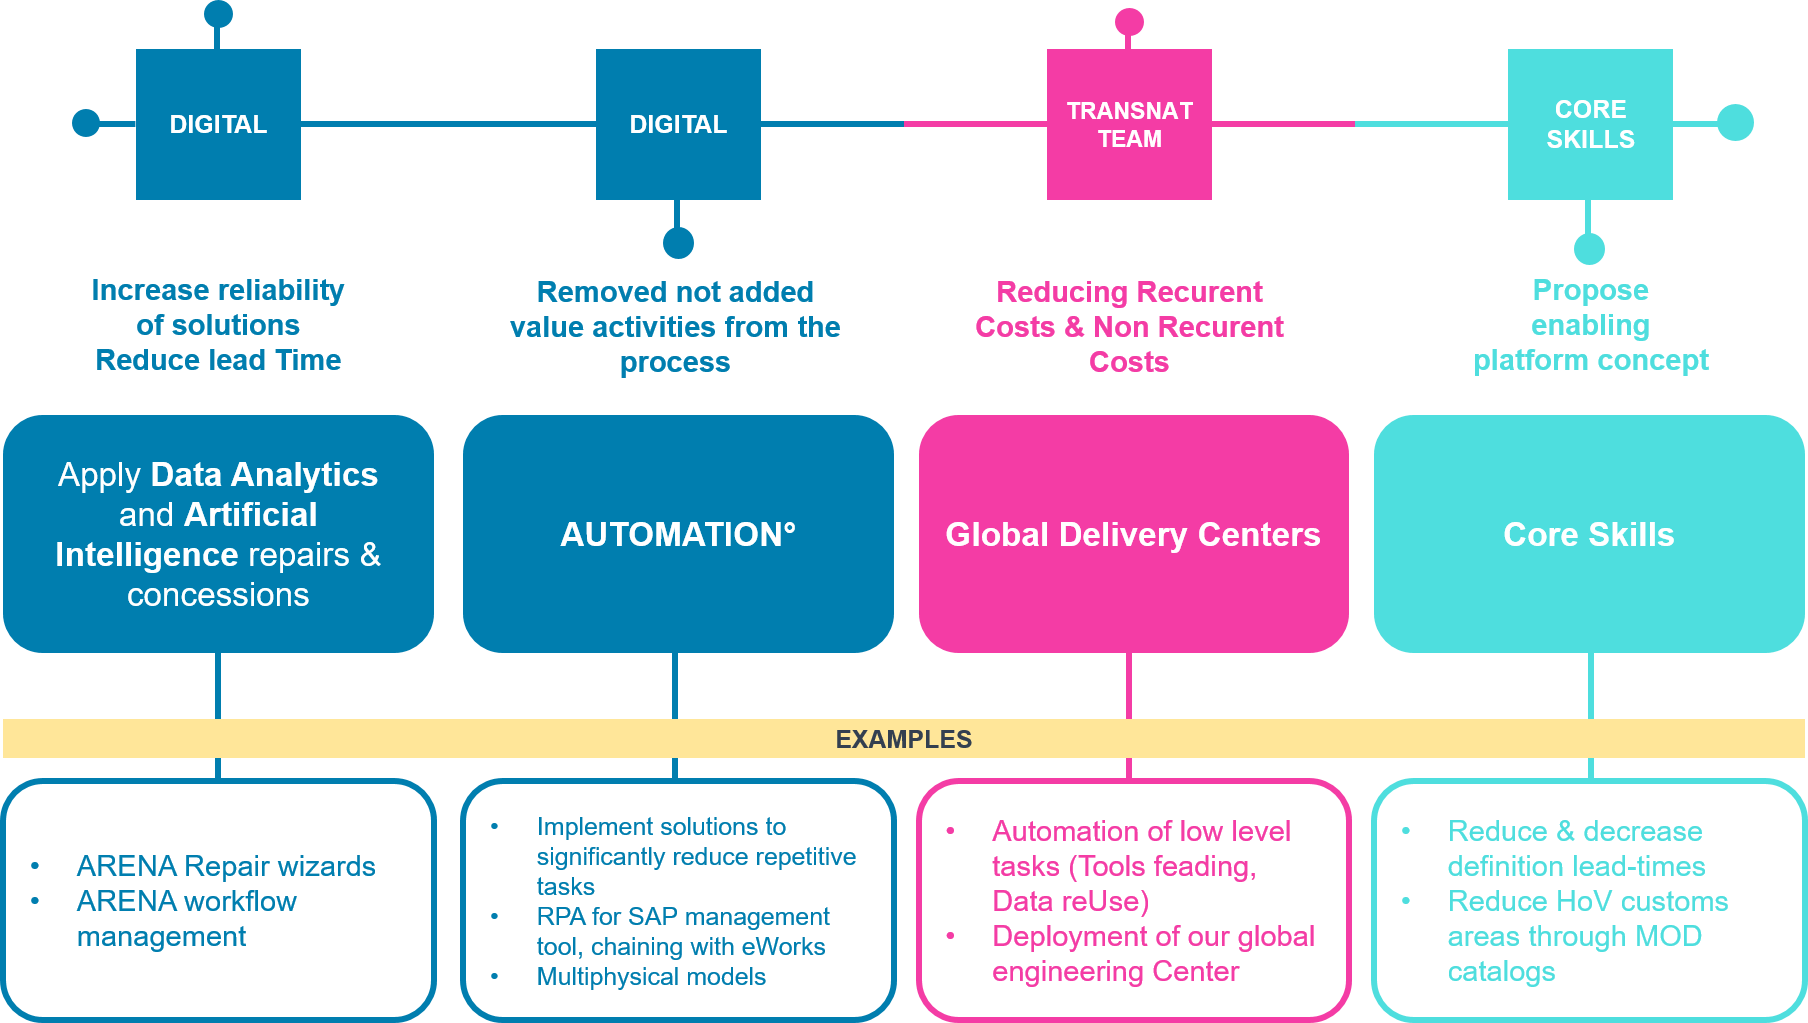 DIGITAL
DIGITAL
TRANSNAT
TEAM
CORE
SKILLS
Increase reliability
of solutions
Reduce lead Time
Removed not added
value activities from the
process
Reducing Recurent
Costs & Non Recurent
Costs
Propose
enabling
platform concept
Apply Data Analytics
and Artificial
Intelligence repairs &
concessions
AUTOMATION°
Global Delivery Centers
Core Skills
EXAMPLES
• ARENA Repair wizards
• ARENA workflow
management
• Implement solutions to
significantly reduce repetitive
tasks
• RPA for SAP management
tool, chaining with eWorks
• Multiphysical models
• Automation of low level
tasks (Tools feading,
Data reUse)
• Deployment of our global
engineering Center
• Reduce & decrease
definition lead-times
• Reduce HoV customs
areas through MOD
catalogs